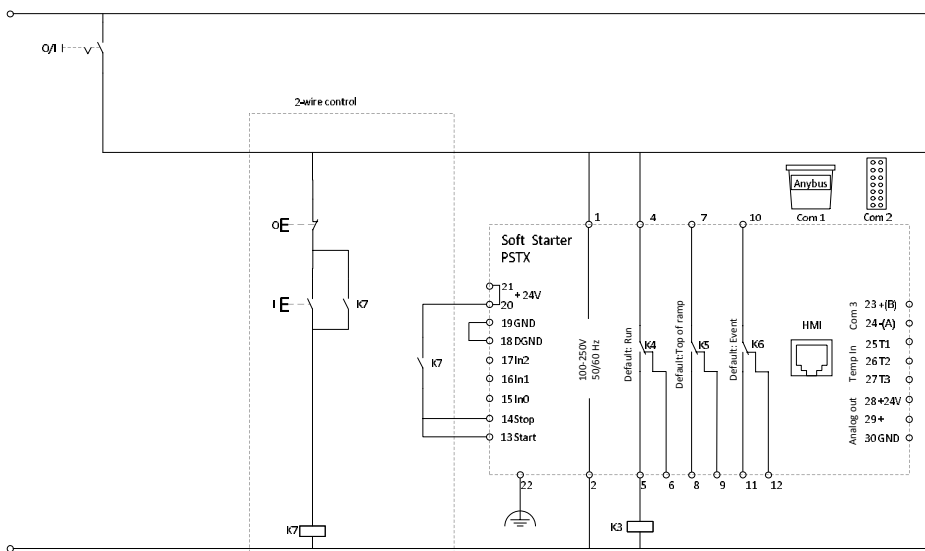 O/I
2-wire control
Anybus
Com 1
Com 2
1
4
7
10
O
I
K7
Soft Starter
PSTX
21
+ 24V
20
19 GND
18 DGND
17 In2
16 In1
15 In0
14 Stop
13 Start
K7
100-250V
50/60 Hz
Default: Run
K4
Default:Top of ramp
K5
Default: Event
K6
HMI
Com 3
23 +(B)
24 -(A)
Temp In
25 T1
26 T2
27 T3
Analog out
28 +24V
29 +
30 GND
22
2
5
6
8
9
11
12
K7
K3